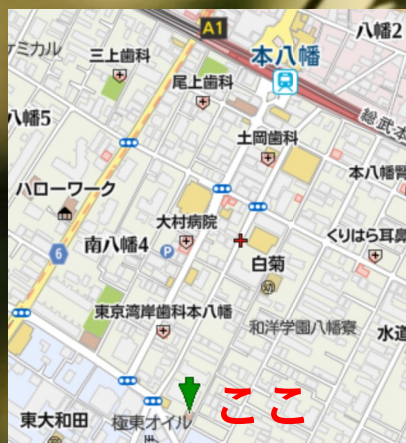 A1
八幡2
ケミカル
三上歯科
本八幡
尾上歯科
総武本
八幡5
土岡歯科
本八幡腎
ハローワーク
大村病院
くりはら耳鼻
6
南八幡4
P
白菊
東京湾岸歯科本八幡
和洋学園八幡寮
水道
ここ
東大和田
極東オイル